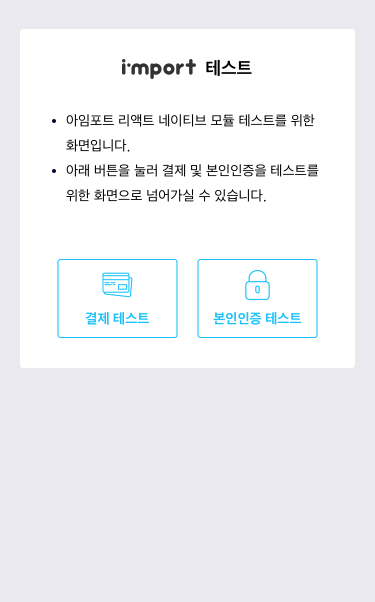 i'mport 테스트
• 아임포트 리액트 네이티브 모듈 테스트를 위한
화면입니다.
• 아래 버튼을 눌러 결제 및 본인인증을 테스트를
위한 화면으로 넘어가실 수 있습니다.
결제 테스트
본인인증 테스트